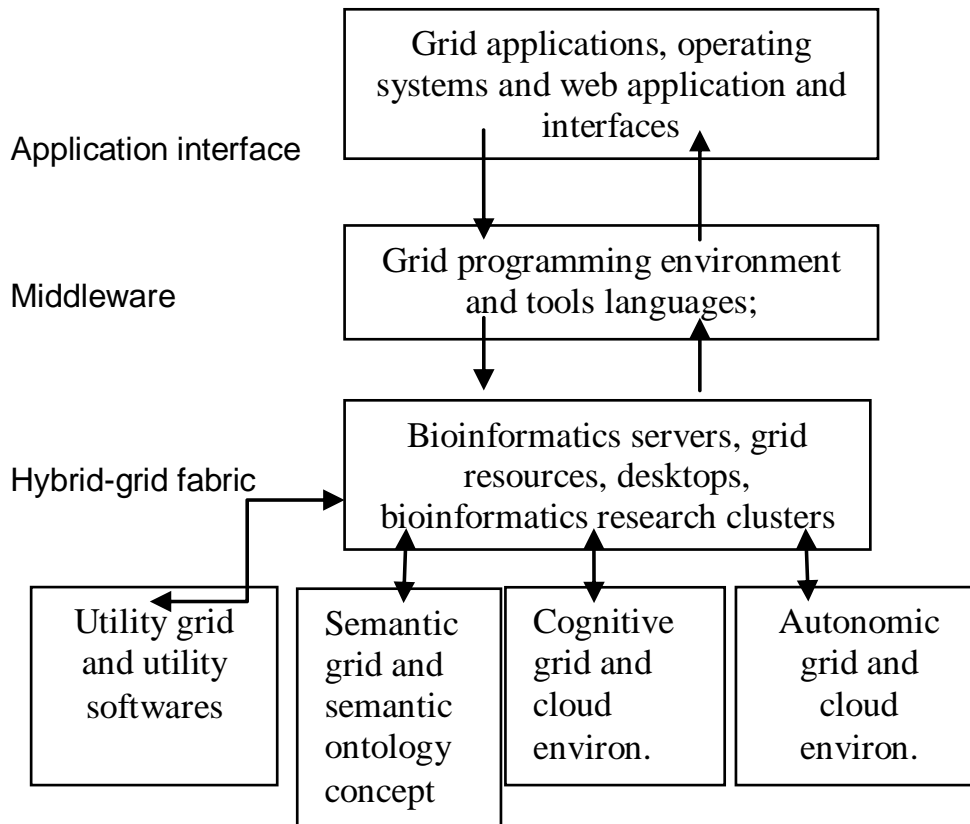 Grid applications, operating
systems and web application and
interfaces
Application interface
Grid programming environment
and tools languages;
Middleware
Bioinformatics servers, grid
resources, desktops,
bioinformatics research clusters
Hybrid-grid fabric
Utility grid
and utility
softwares
Semantic
grid and
semantic
ontology
concept
Cognitive
grid and
cloud
environ.
Autonomic
grid and
cloud
environ.